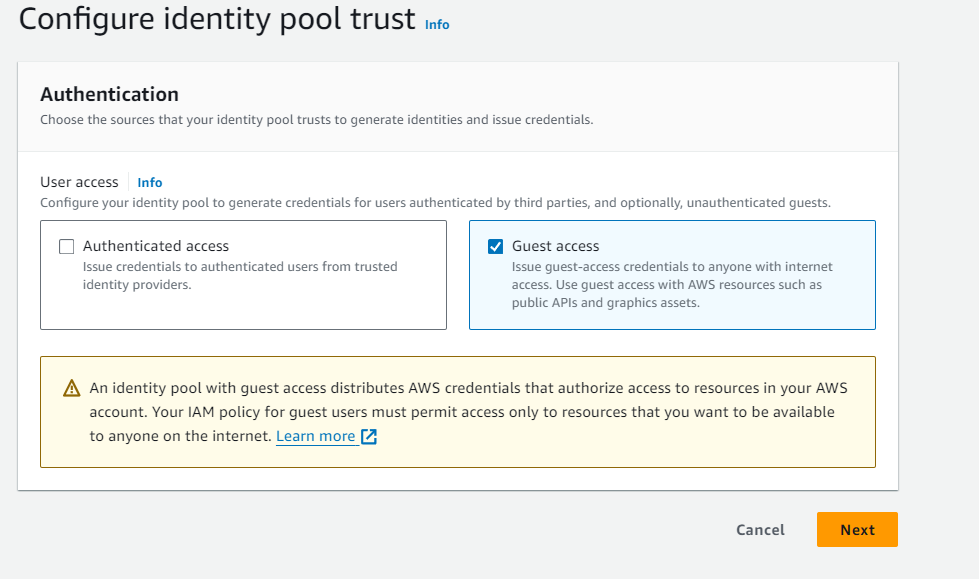 Configure identity pool trust Info
Authentication
Choose the sources that your identity pool trusts to generate identities and issue credentials.
User access Info
Configure your identity pool to generate credentials for users authenticated by third parties, and optionally, unauthenticated guests.
Authenticated access
Issue credentials to authenticated users from trusted
identity providers.
Guest access
Issue guest-access credentials to anyone with internet
access. Use guest access with AWS resources such as
public APIs and graphics assets.
An identity pool with guest access distributes AWS credentials that authorize access to resources in your AWS
account. Your IAM policy for guest users must permit access only to resources that you want to be available
to anyone on the internet. Learn more
Cancel Next